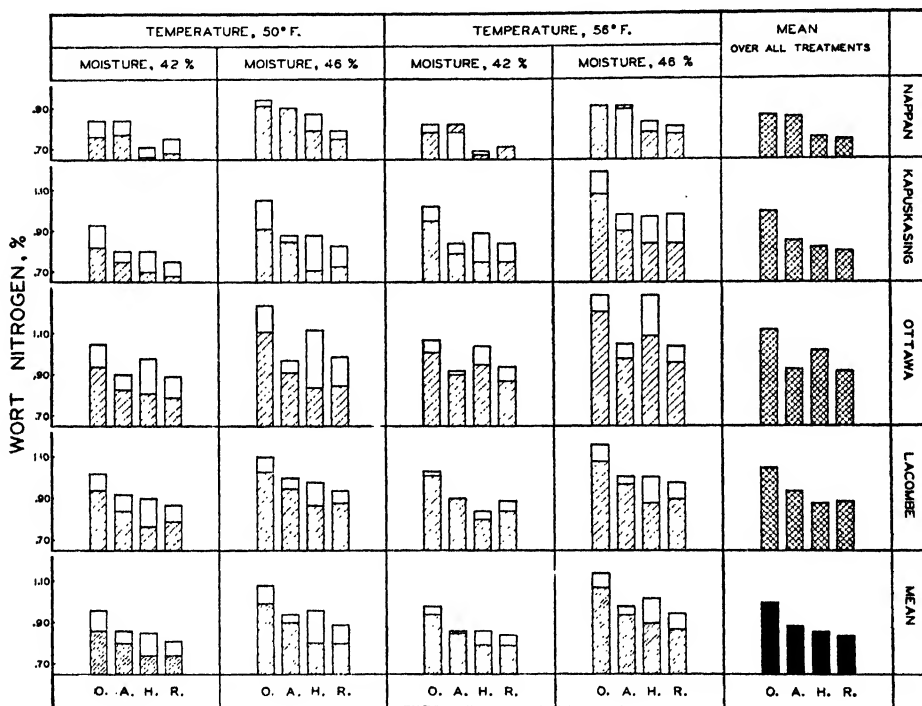 TEMPERATURE, 50° F.
TEMPERATURE, 56° F.
MEAN
OVER ALL TREATMENTS
MOISTURE, 42 %
MOISTURE, 46 %
MOISTURE, 42 %
MOISTURE, 46 %
WORT NITROGEN, %
.90
.70
NAPPAN
1.10
.90
.70
KAPUSKASING
1.10
.90
.70
OTTAWA
1.10
.90
.70
LACOMBE
1.10
.90
.70
MEAN
O. A. H. R. O. A. H. R. O. A. H. R. O. A. H. R. O. A. H. R.